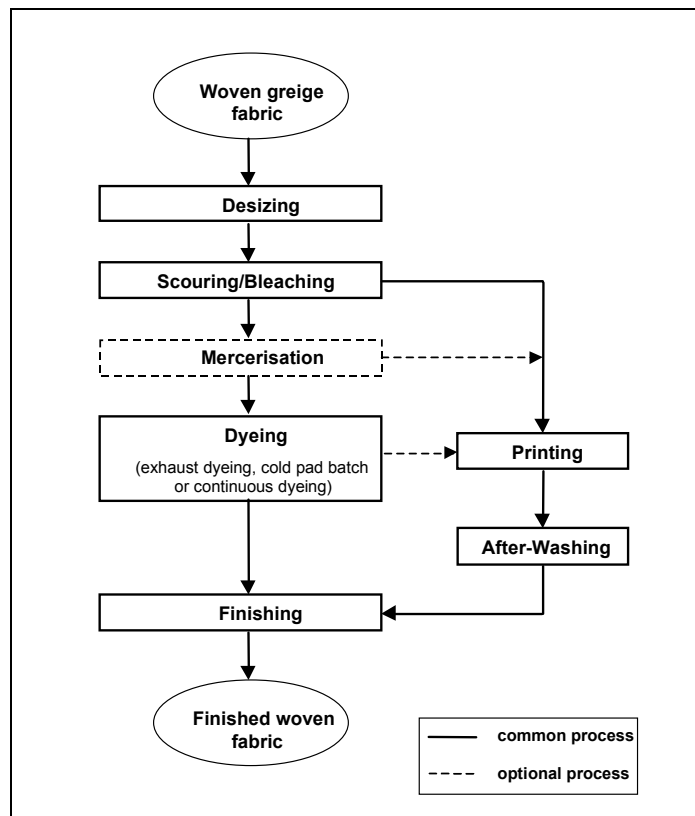 Woven greige
fabric
Desizing
Scouring/Bleaching
Mercerisation
Dyeing
(exhaust dyeing, cold pad batch
or continuous dyeing)
Printing
After-Washing
Finishing
Finished woven
fabric
common process
optional process